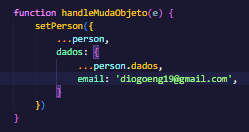 function handleMudaObjeto(e) {
setPerson({
...person,
dados: {
...person.dados,
email: 'diogoeng19@gmail.com',
}
})
}